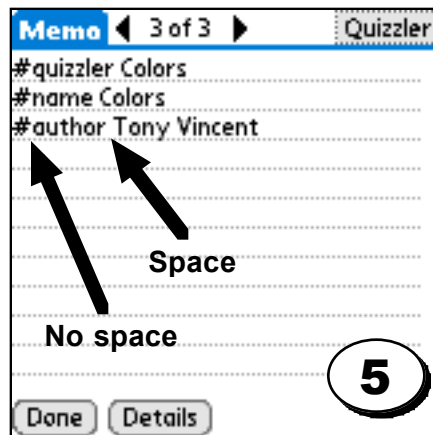 Memo 3 of 3 Quizzler
#quizzler Colors
#name Colors
#author Tony Vincent
Space
No space
5
Done Details